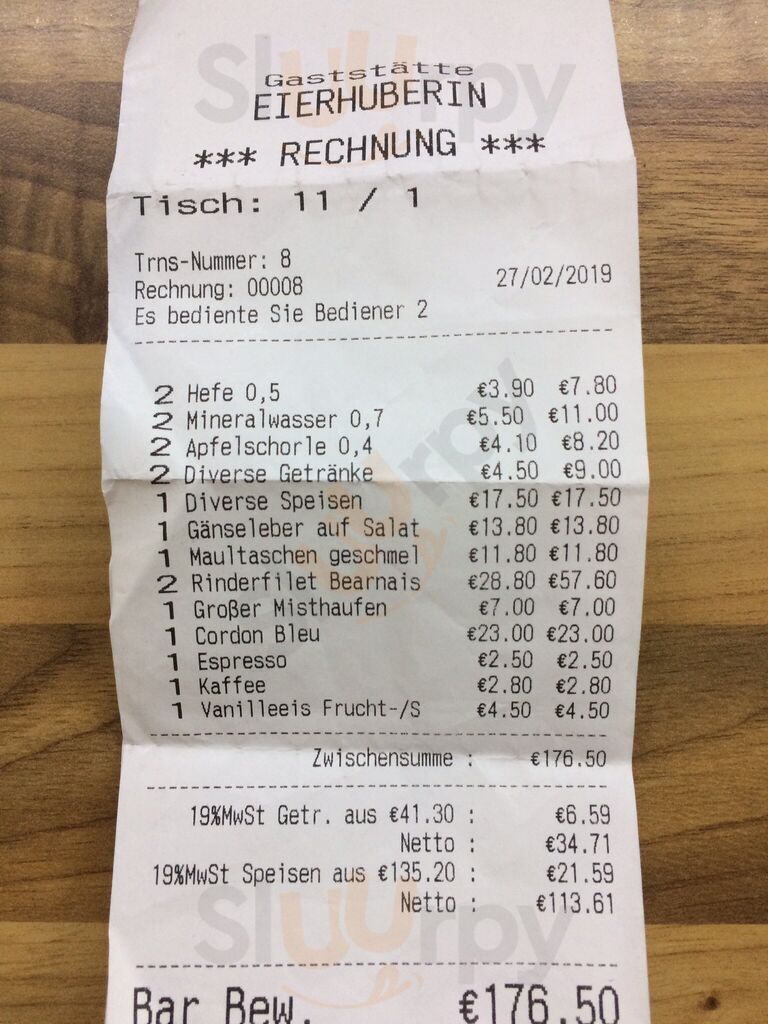 Gaststätte
EIERHUBERIN
*** RECHNUNG ***
Tisch: 11 / 1
Trns-Nummer: 8
Rechnung: 00008 27/02/2019
Es bediente Sie Bediener 2
2 Hefe 0,5 €3.90 €7.80
2 Mineralwasser 0,7 €5.50 €11.00
2 Apfelschorle 0,4 €4.10 €8.20
2 Diverse Getränke €4.50 €9.00
1 Diverse Speisen €17.50 €17.50
1 Gänseleber auf Salat €13.80 €13.80
1 Maultaschen geschmel €11.80 €11.80
2 Rinderfilet Bearnais €28.80 €57.60
1 Großer Misthaufen €7.00 €7.00
1 Cordon Bleu €23.00 €23.00
1 Espresso €2.50 €2.50
1 Kaffee €2.80 €2.80
1 Vanilleeis Frucht-/S €4.50 €4.50
Zwischensumme : €176.50
19%MwSt Getr. aus €41.30 : €6.59
Netto : €34.71
19%MwSt Speisen aus €135.20 : €21.59
Netto : €113.61
Bar Bew. €176.50
Sluurpy
Sluurpy
Sluurpy